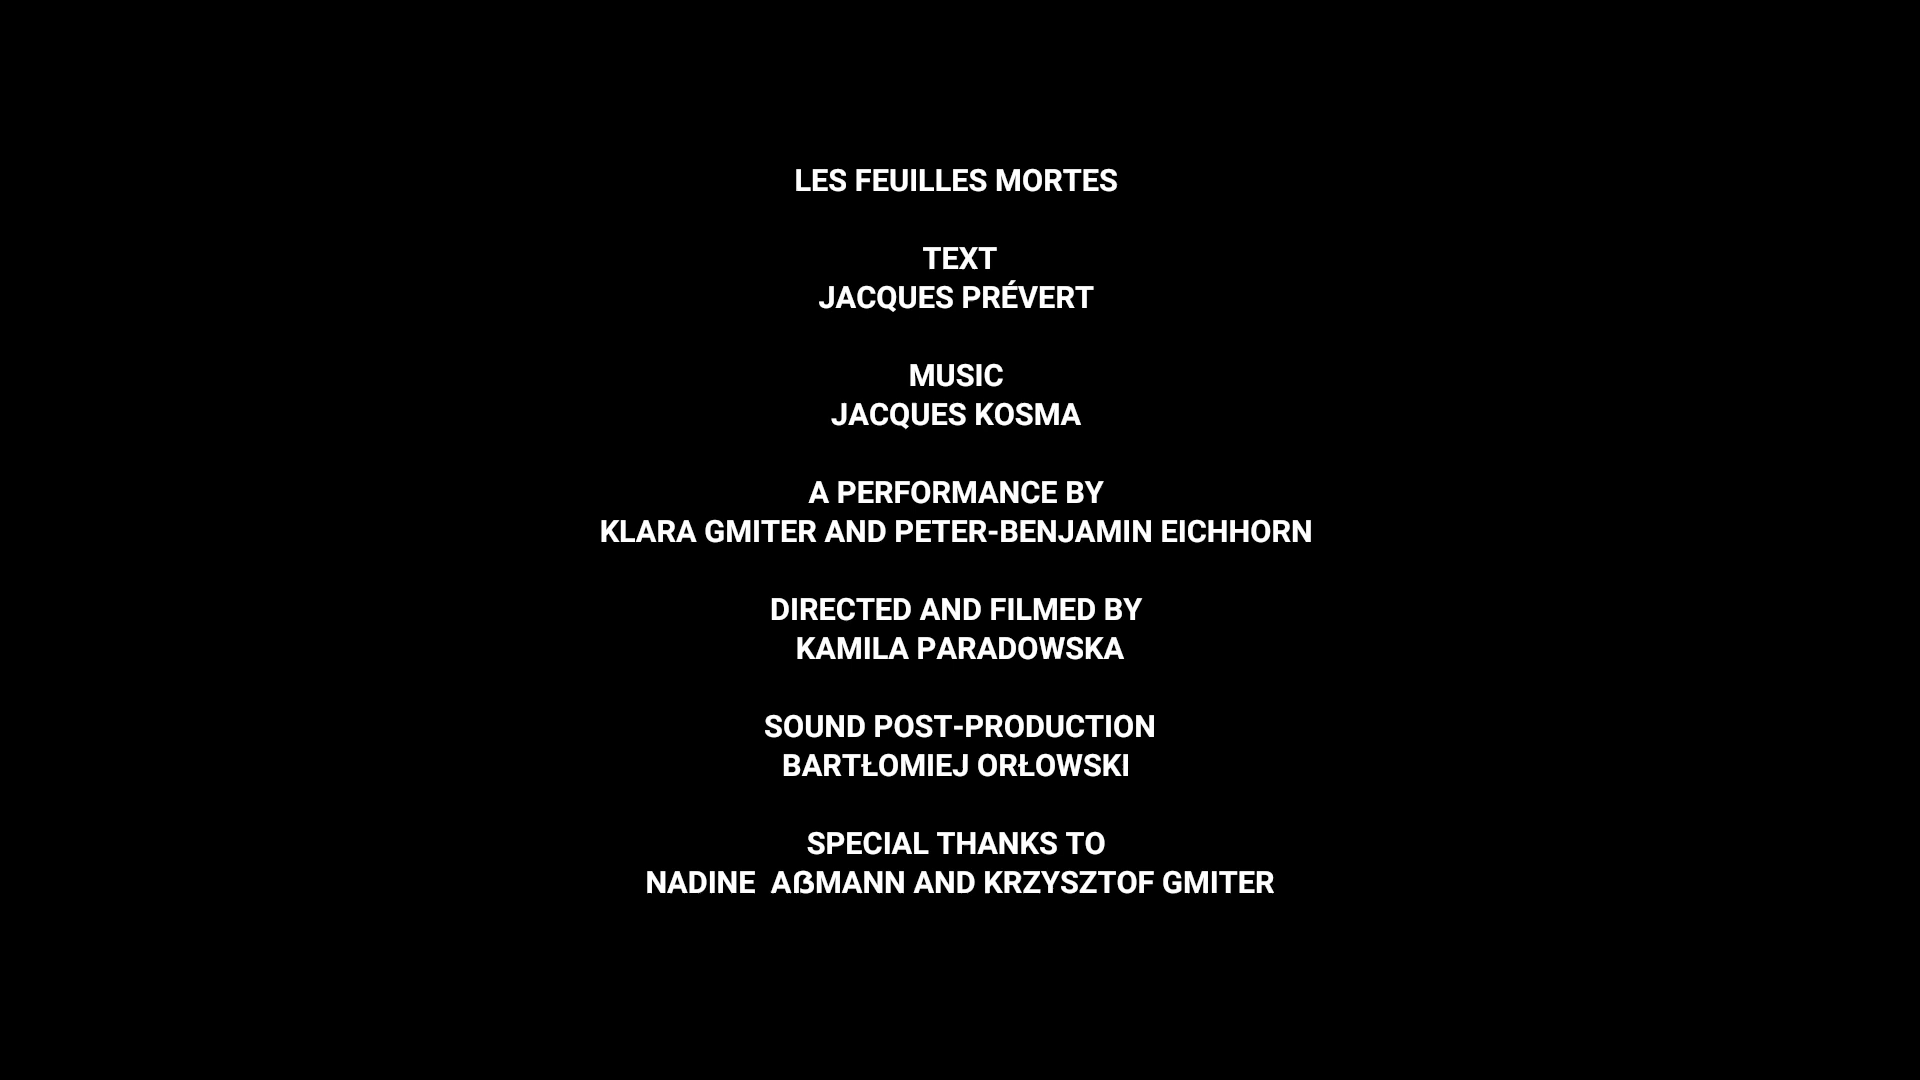 LES FEUILLES MORTES
TEXT
JACQUES PRÉVERT
MUSIC
JACQUES KOSMA
A PERFORMANCE BY
KLARA GMITER AND PETER-BENJAMIN EICHHORN
DIRECTED AND FILMED BY
KAMILA PARADOWSKA
SOUND POST-PRODUCTION
BARTŁOMIEJ ORŁOWSKI
SPECIAL THANKS TO
NADINE  AßMANN AND KRZYSZTOF GMITER